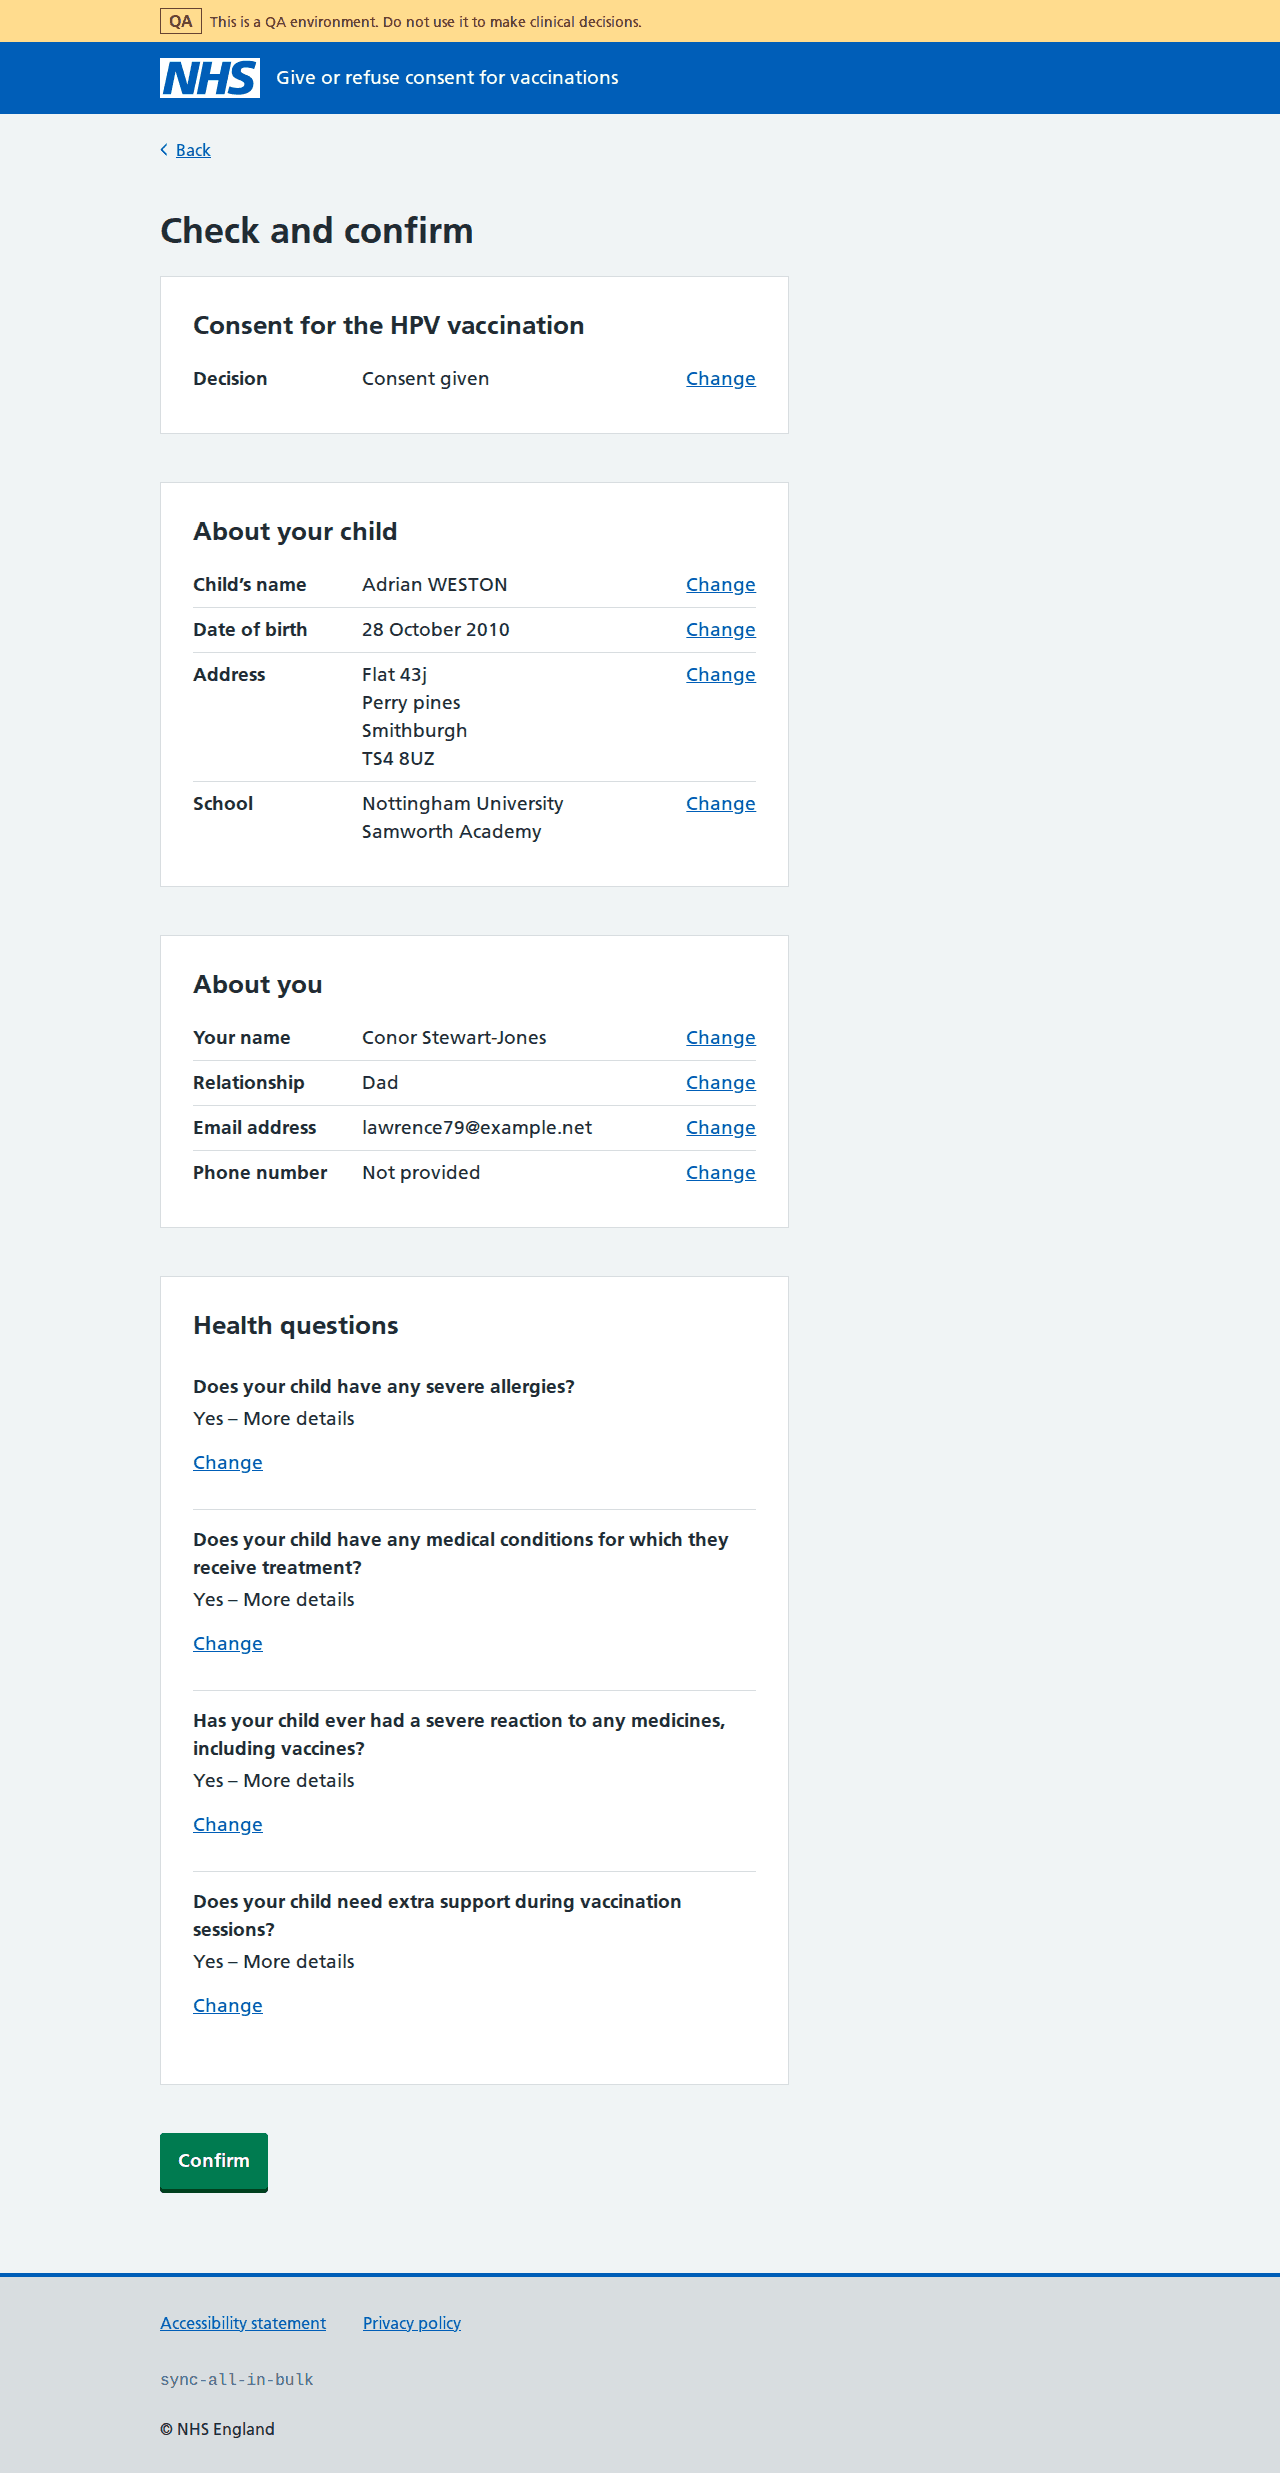 QA This is a QA environment. Do not use it to make clinical decisions.
NHS Give or refuse consent for vaccinations
Back
Check and confirm
Consent for the HPV vaccination
Decision Consent given Change
About your child
Child’s name Adrian WESTON Change
Date of birth 28 October 2010 Change
Address Flat 43j Change
Perry pines
Smithburgh
TS4 8UZ
School Nottingham University Change
Samworth Academy
About you
Your name Conor Stewart-Jones Change
Relationship Dad Change
Email address lawrence79@example.net Change
Phone number Not provided Change
Health questions
Does your child have any severe allergies?
Yes – More details
Change
Does your child have any medical conditions for which they
receive treatment?
Yes – More details
Change
Has your child ever had a severe reaction to any medicines,
including vaccines?
Yes – More details
Change
Does your child need extra support during vaccination
sessions?
Yes – More details
Change
Confirm
Accessibility statement Privacy policy
sync-all-in-bulk
© NHS England